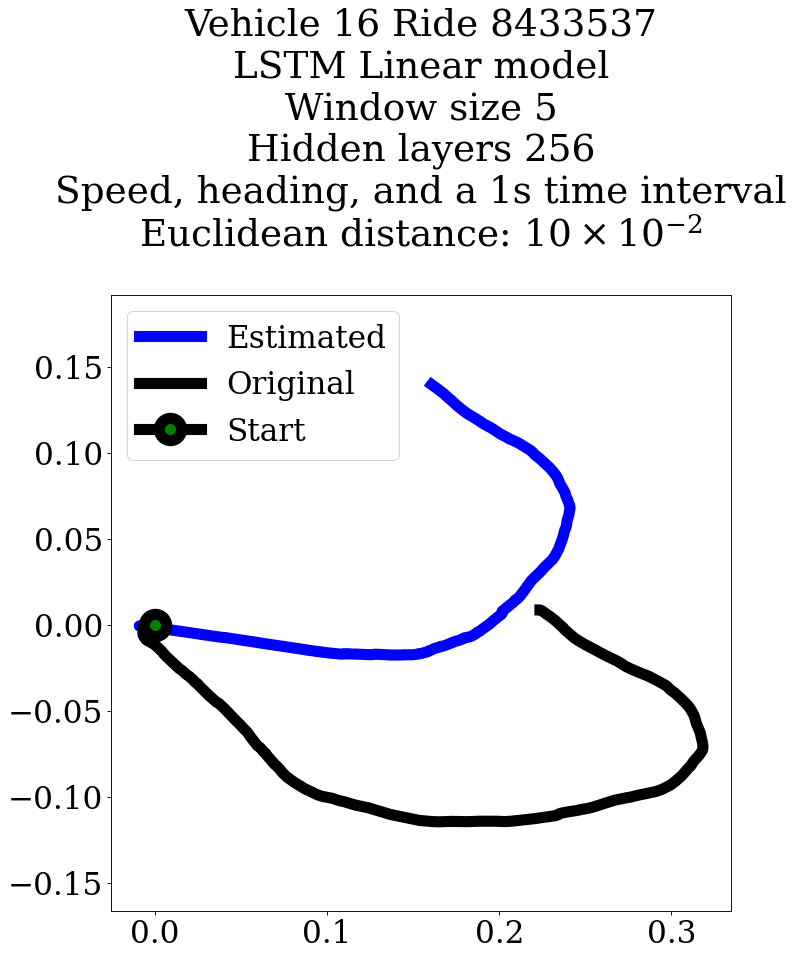 Vehicle 16 Ride 8433537
LSTM Linear model
Window size 5
Hidden layers 256
Speed, heading, and a 1s time interval
Euclidean distance: 10 × 10⁻²
Estimated
Original
Start
0.15
0.10
0.05
0.00
−0.05
−0.10
−0.15
0.0 0.1 0.2 0.3